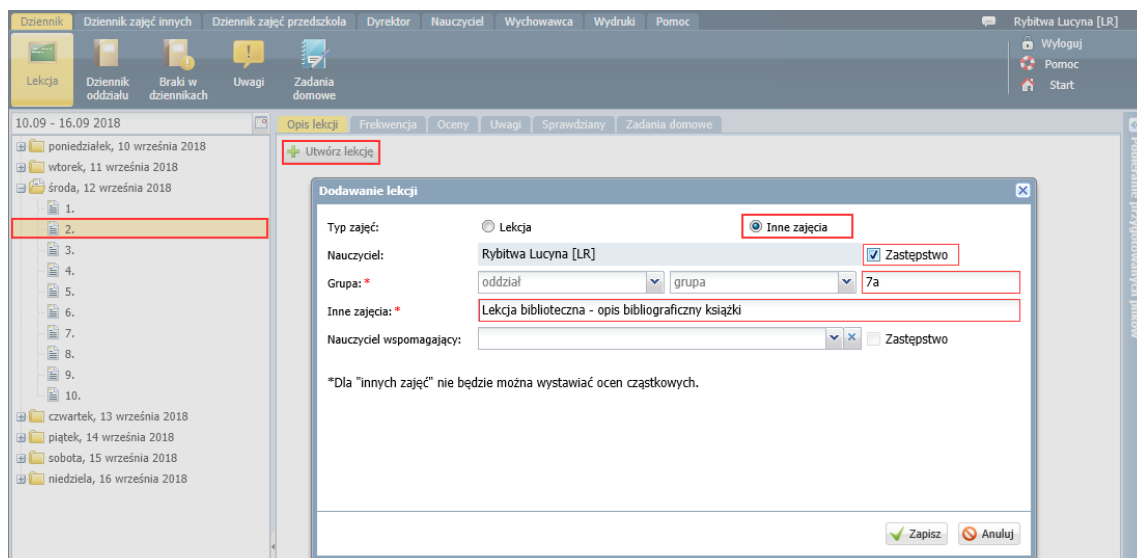 Dziennik Dziennik zajęć innych Dziennik zajęć przedszkola Dyrektor Nauczyciel Wychowawca Wydruki Pomoc Rybitwa Lucyna [LR]
Lekcja
Dziennik oddziału
Braki w dziennikach
Uwagi
Zadania domowe
Wyloguj
Pomoc
Start
10.09 - 16.09 2018
poniedziałek, 10 września 2018
wtorek, 11 września 2018
środa, 12 września 2018
1.
2.
3.
4.
5.
6.
7.
8.
9.
10.
czwartek, 13 września 2018
piątek, 14 września 2018
sobota, 15 września 2018
niedziela, 16 września 2018
Opis lekcji Frekwencja Oceny Uwagi Sprawdziany Zadania domowe
Utwórz lekcję
Dodawanie lekcji
Typ zajęć: Lekcja Inne zajęcia
Nauczyciel: Rybitwa Lucyna [LR] Zastępstwo
Grupa: * oddział grupa 7a
Inne zajęcia: * Lekcja biblioteczna - opis bibliograficzny książki
Nauczyciel wspomagający: Zastępstwo
*Dla "innych zajęć" nie będzie można wystawiać ocen cząstkowych.
Zapisz Anuluj
Pobieranie przygotowanych plików